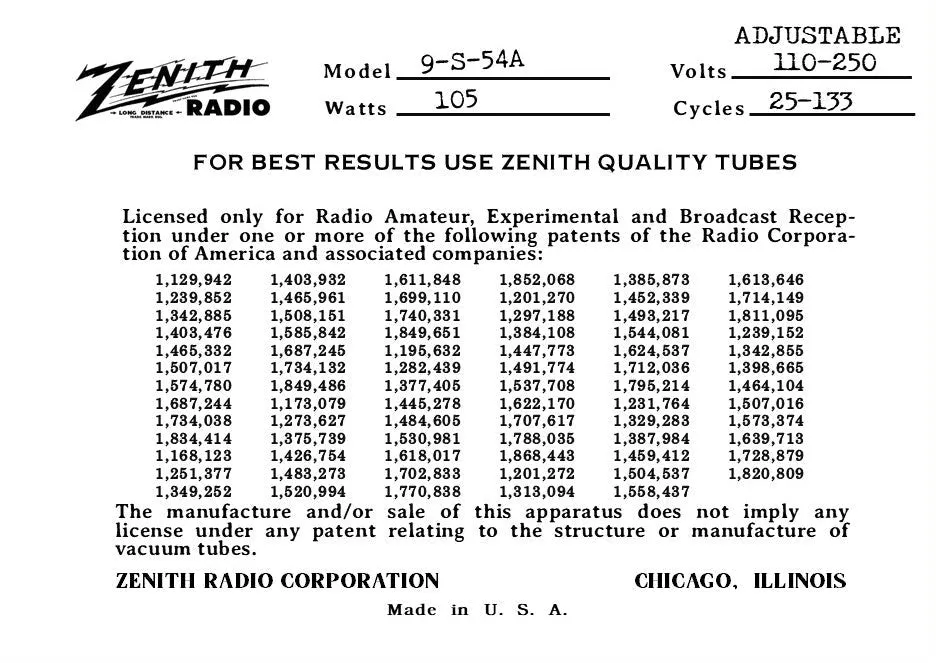 ADJUSTABLE
ZENITH
RADIO
LONG DISTANCE
TRADE MARK REG.
Model 9-S-54A
Volts 110-250
Watts 105
Cycles 25-133
FOR BEST RESULTS USE ZENITH QUALITY TUBES
Licensed only for Radio Amateur, Experimental and Broadcast Recep-
tion under one or more of the following patents of the Radio Corpora-
tion of America and associated companies:
1,129,942 1,403,932 1,611,848 1,852,068 1,385,873 1,613,646
1,239,852 1,465,961 1,699,110 1,201,270 1,452,339 1,714,149
1,342,885 1,508,151 1,740,331 1,297,188 1,493,217 1,811,095
1,403,476 1,585,842 1,849,651 1,384,108 1,544,081 1,239,152
1,465,332 1,687,245 1,195,632 1,447,773 1,624,537 1,342,855
1,507,017 1,734,132 1,282,439 1,491,774 1,712,036 1,398,665
1,574,780 1,849,486 1,377,405 1,537,708 1,795,214 1,464,104
1,687,244 1,173,079 1,445,278 1,622,170 1,231,764 1,507,016
1,734,038 1,273,627 1,484,605 1,707,617 1,329,283 1,573,374
1,834,414 1,375,739 1,530,981 1,788,035 1,387,984 1,639,713
1,168,123 1,426,754 1,618,017 1,868,443 1,459,412 1,728,879
1,251,377 1,483,273 1,702,833 1,201,272 1,504,537 1,820,809
1,349,252 1,520,994 1,770,838 1,313,094 1,558,437
The manufacture and/or sale of this apparatus does not imply any
license under any patent relating to the structure or manufacture of
vacuum tubes.
ZENITH RADIO CORPORATION CHICAGO, ILLINOIS
Made in U. S. A.